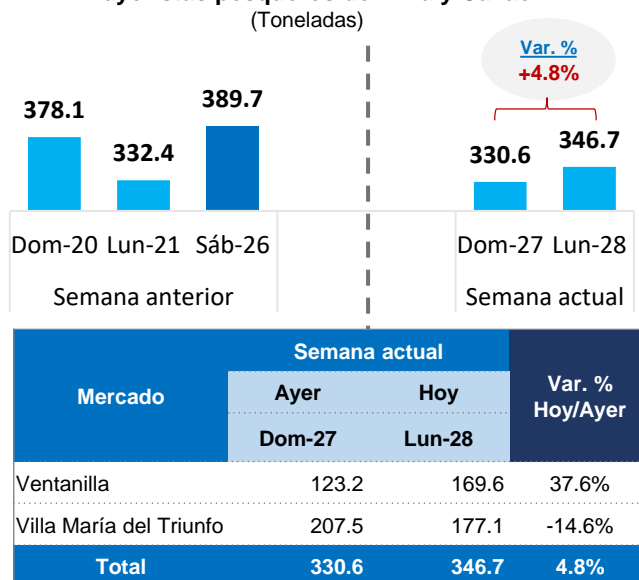 (Toneladas)
Var. %
+4.8%
378.1
332.4
389.7
330.6
346.7
Dom-20 Lun-21 Sáb-26
Dom-27 Lun-28
Semana anterior
Semana actual
Mercado
Semana actual
Var. %
Hoy/Ayer
Ayer Hoy
Dom-27 Lun-28
Ventanilla 123.2 169.6 37.6%
Villa María del Triunfo 207.5 177.1 -14.6%
Total 330.6 346.7 4.8%